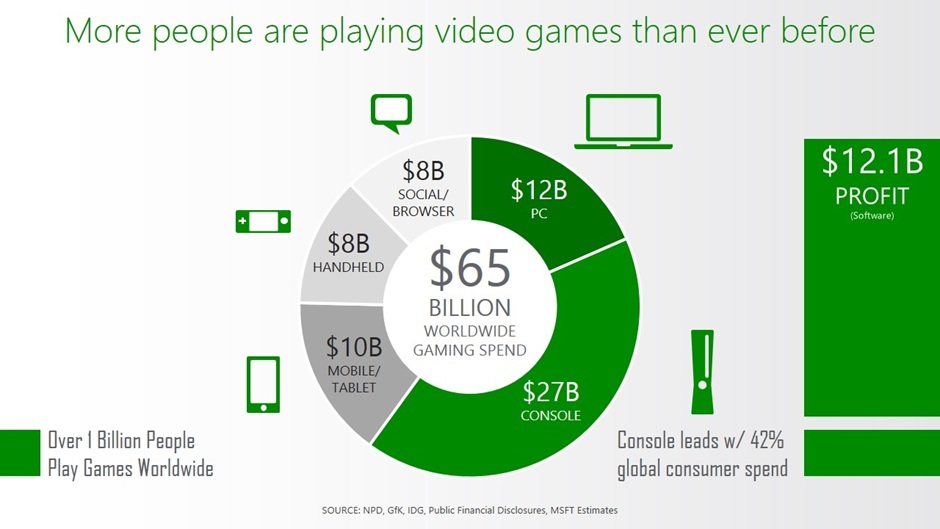 More people are playing video games than ever before
$8B
SOCIAL/
BROWSER
$12B
PC
$12.1B
PROFIT
(Software)
$8B
HANDHELD
$65
BILLION
WORLDWIDE
GAMING SPEND
$10B
MOBILE/
TABLET
$27B
CONSOLE
Over 1 Billion People
Play Games Worldwide
Console leads w/ 42%
global consumer spend
SOURCE: NPD, GfK, IDG, Public Financial Disclosures, MSFT Estimates